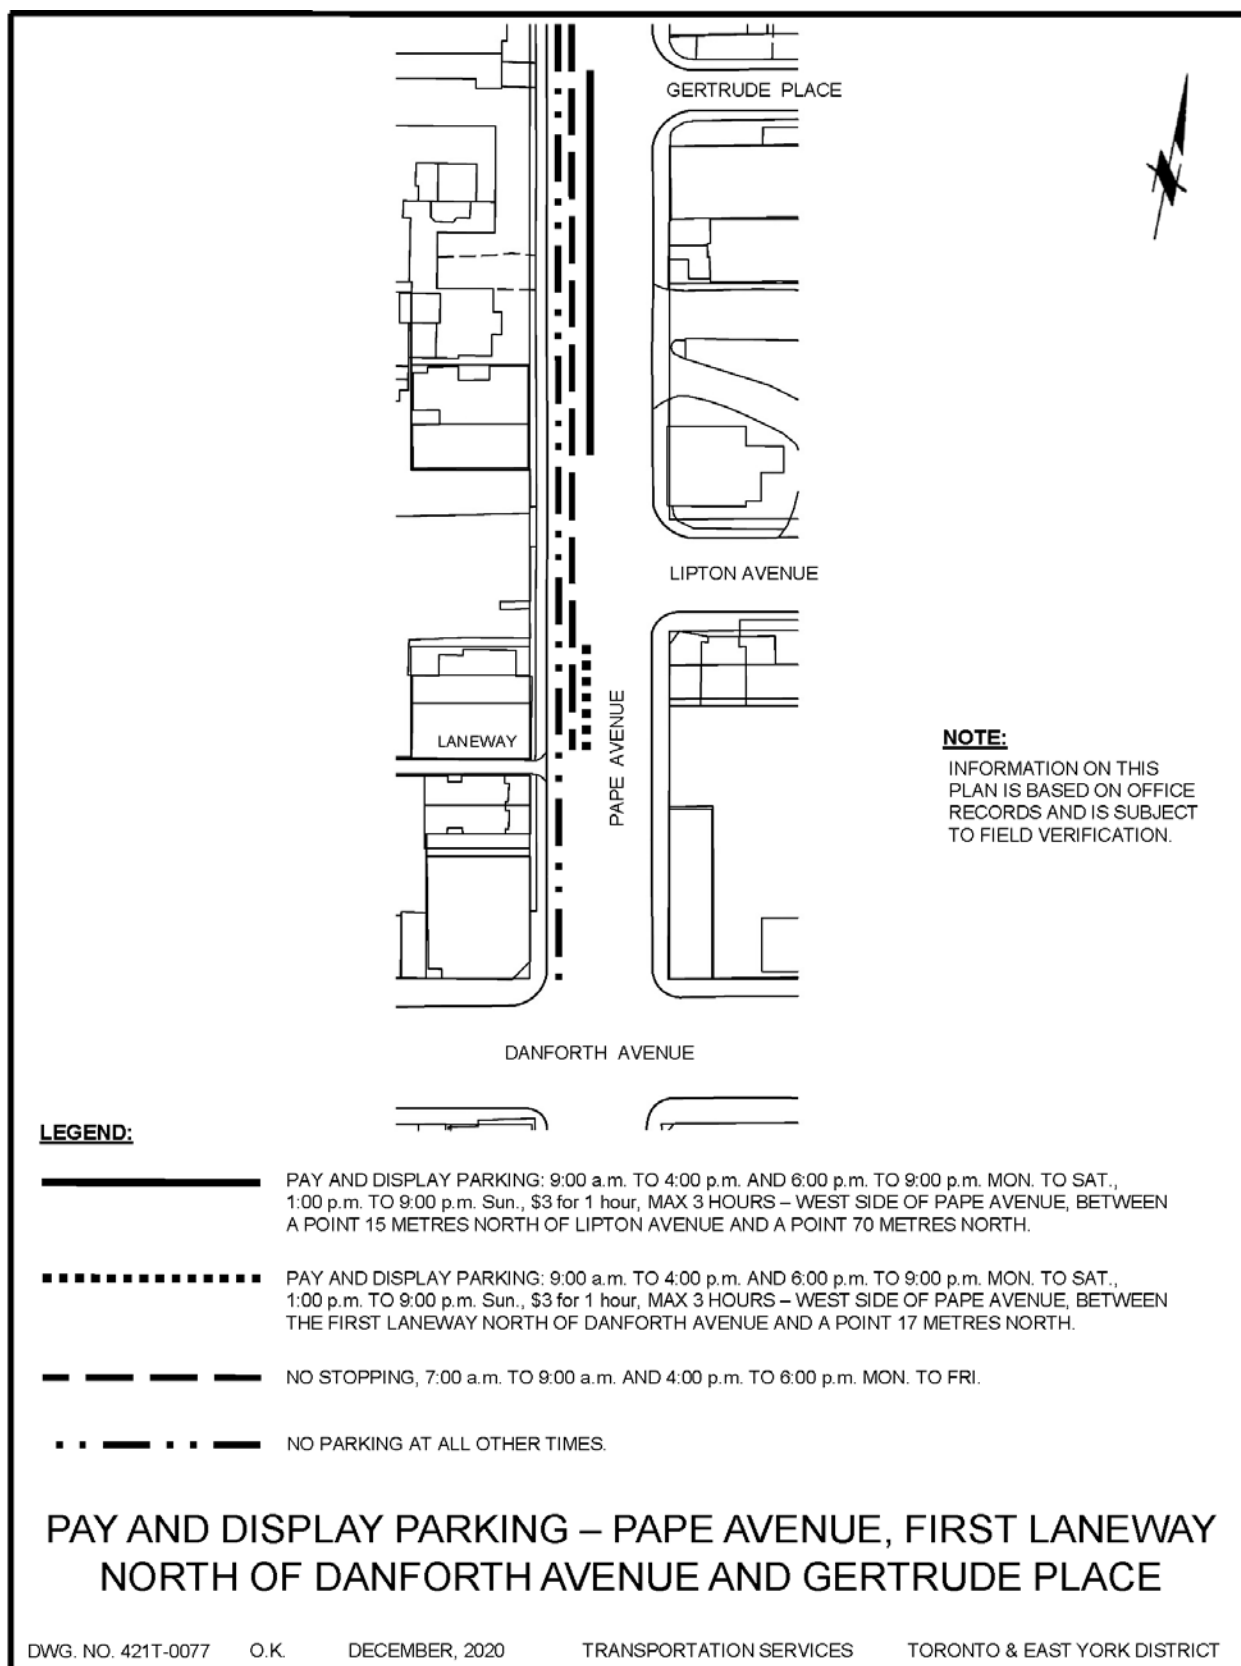 GERTRUDE PLACE
LIPTON AVENUE
PAPE AVENUE
LANEWAY
NOTE:
INFORMATION ON THIS
PLAN IS BASED ON OFFICE
RECORDS AND IS SUBJECT
TO FIELD VERIFICATION.
DANFORTH AVENUE
LEGEND:
PAY AND DISPLAY PARKING: 9:00 a.m. TO 4:00 p.m. AND 6:00 p.m. TO 9:00 p.m. MON. TO SAT.,
1:00 p.m. TO 9:00 p.m. Sun., $3 for 1 hour, MAX 3 HOURS – WEST SIDE OF PAPE AVENUE, BETWEEN
A POINT 15 METRES NORTH OF LIPTON AVENUE AND A POINT 70 METRES NORTH.
PAY AND DISPLAY PARKING: 9:00 a.m. TO 4:00 p.m. AND 6:00 p.m. TO 9:00 p.m. MON. TO SAT.,
1:00 p.m. TO 9:00 p.m. Sun., $3 for 1 hour, MAX 3 HOURS – WEST SIDE OF PAPE AVENUE, BETWEEN
THE FIRST LANEWAY NORTH OF DANFORTH AVENUE AND A POINT 17 METRES NORTH.
NO STOPPING, 7:00 a.m. TO 9:00 a.m. AND 4:00 p.m. TO 6:00 p.m. MON. TO FRI.
NO PARKING AT ALL OTHER TIMES.
PAY AND DISPLAY PARKING – PAPE AVENUE, FIRST LANEWAY
NORTH OF DANFORTH AVENUE AND GERTRUDE PLACE
DWG. NO. 421T-0077 O.K. DECEMBER, 2020 TRANSPORTATION SERVICES TORONTO & EAST YORK DISTRICT